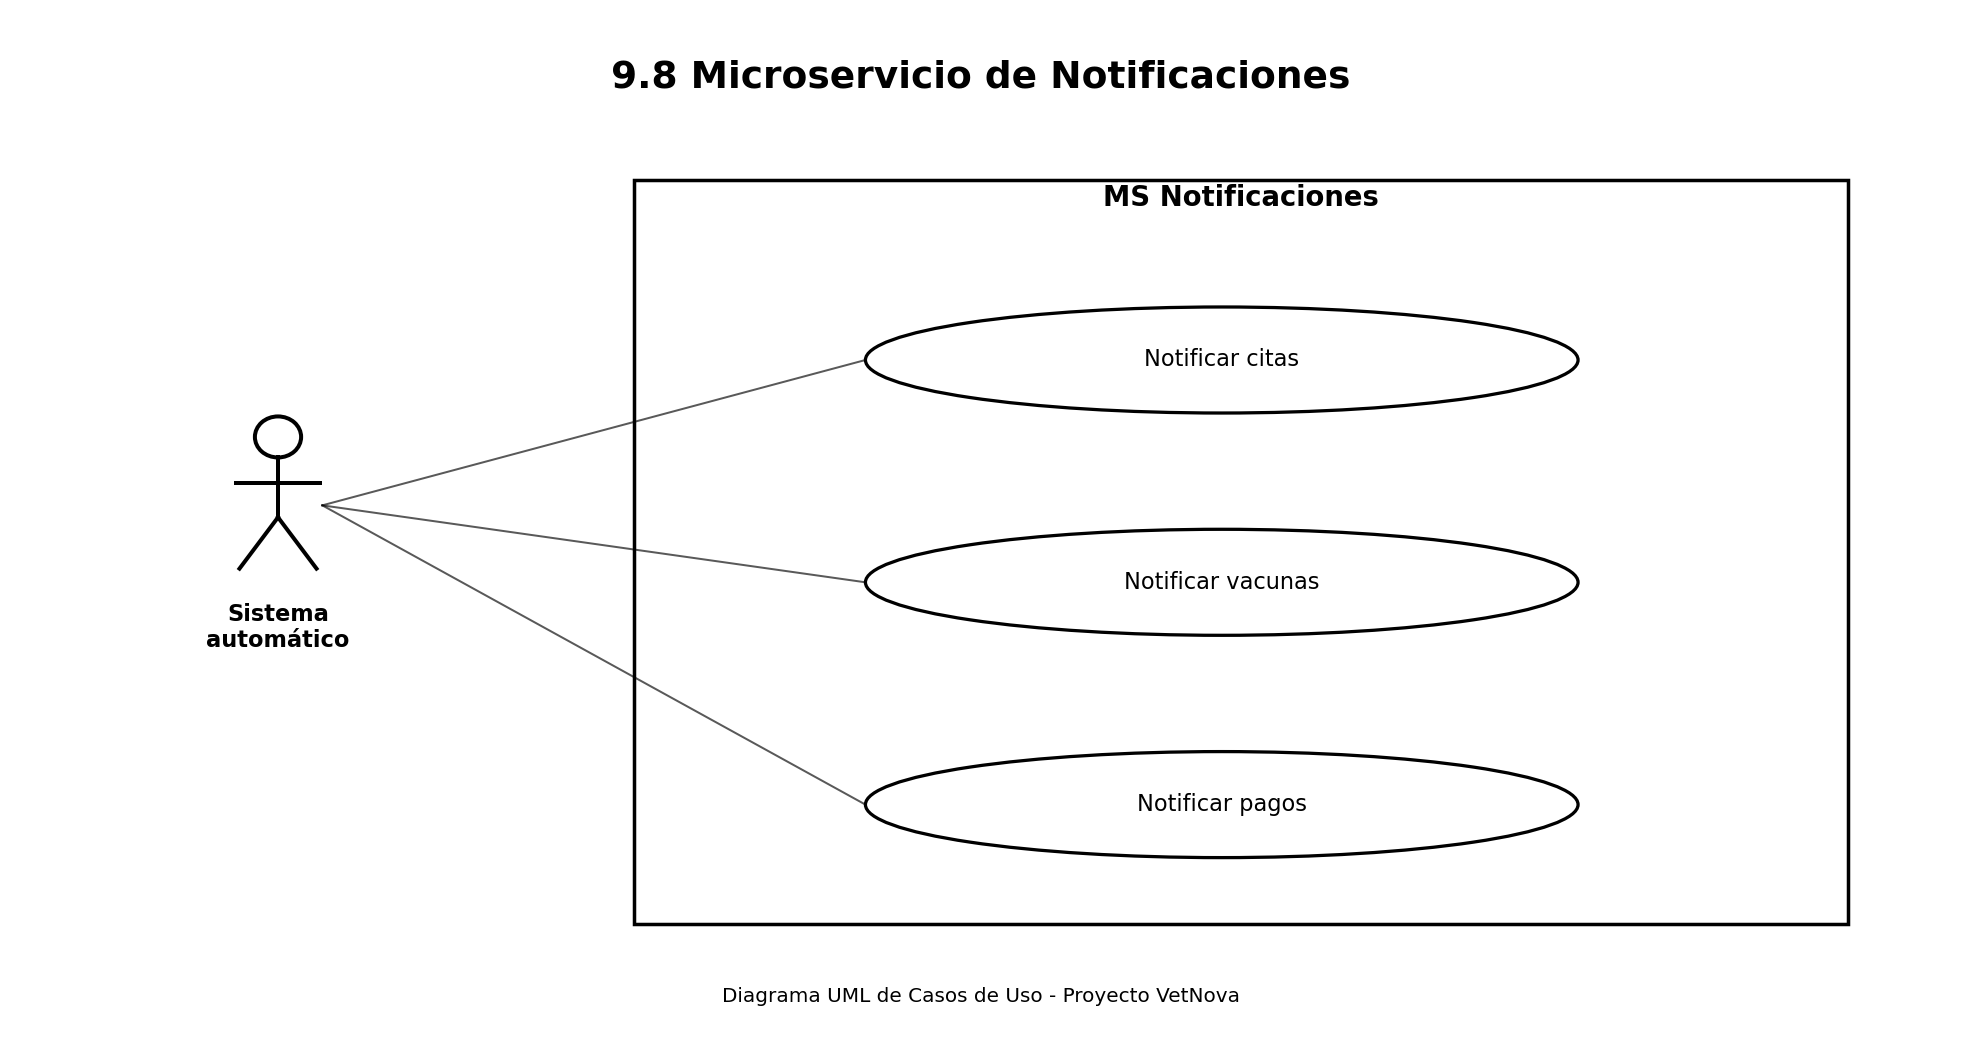 9.8 Microservicio de Notificaciones
MS Notificaciones
Notificar citas
Notificar vacunas
Sistema
automático
Notificar pagos
Diagrama UML de Casos de Uso - Proyecto VetNova